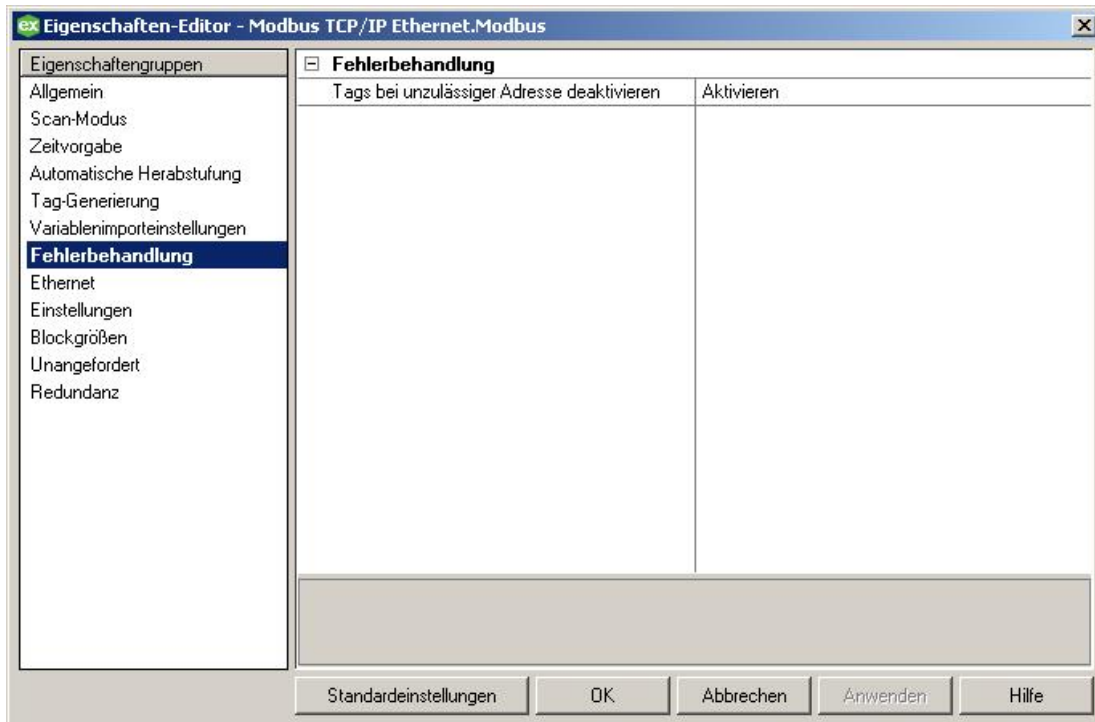 ex Eigenschaften-Editor - Modbus TCP/IP Ethernet.Modbus
Eigenschaftengruppen
Allgemein
Scan-Modus
Zeitvorgabe
Automatische Herabstufung
Tag-Generierung
Variablenimporteinstellungen
Fehlerbehandlung
Ethernet
Einstellungen
Blockgrößen
Unangefordert
Redundanz
Fehlerbehandlung
Tags bei unzulässiger Adresse deaktivieren Aktivieren
Standardeinstellungen OK Abbrechen Anwenden Hilfe